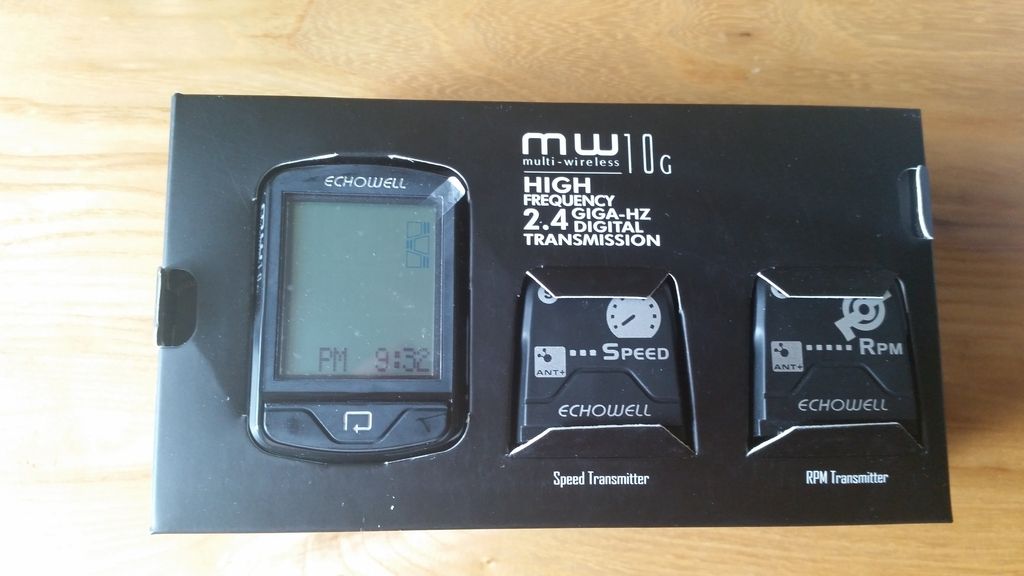 ECHOWELL
PM 9:32
mw 10G
multi-wireless
HIGH
FREQUENCY
2.4 GIGA-HZ
DIGITAL
TRANSMISSION
SPEED
ANT+
ECHOWELL
Speed Transmitter
RPM
ANT+
ECHOWELL
RPM Transmitter